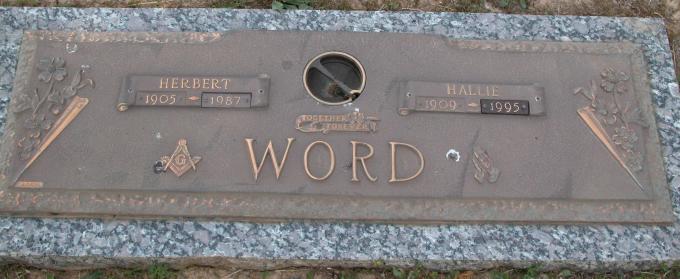 HERBERT
1905 1987
HALLIE
1909 1995
TOGETHER
FOREVER
G
WORD